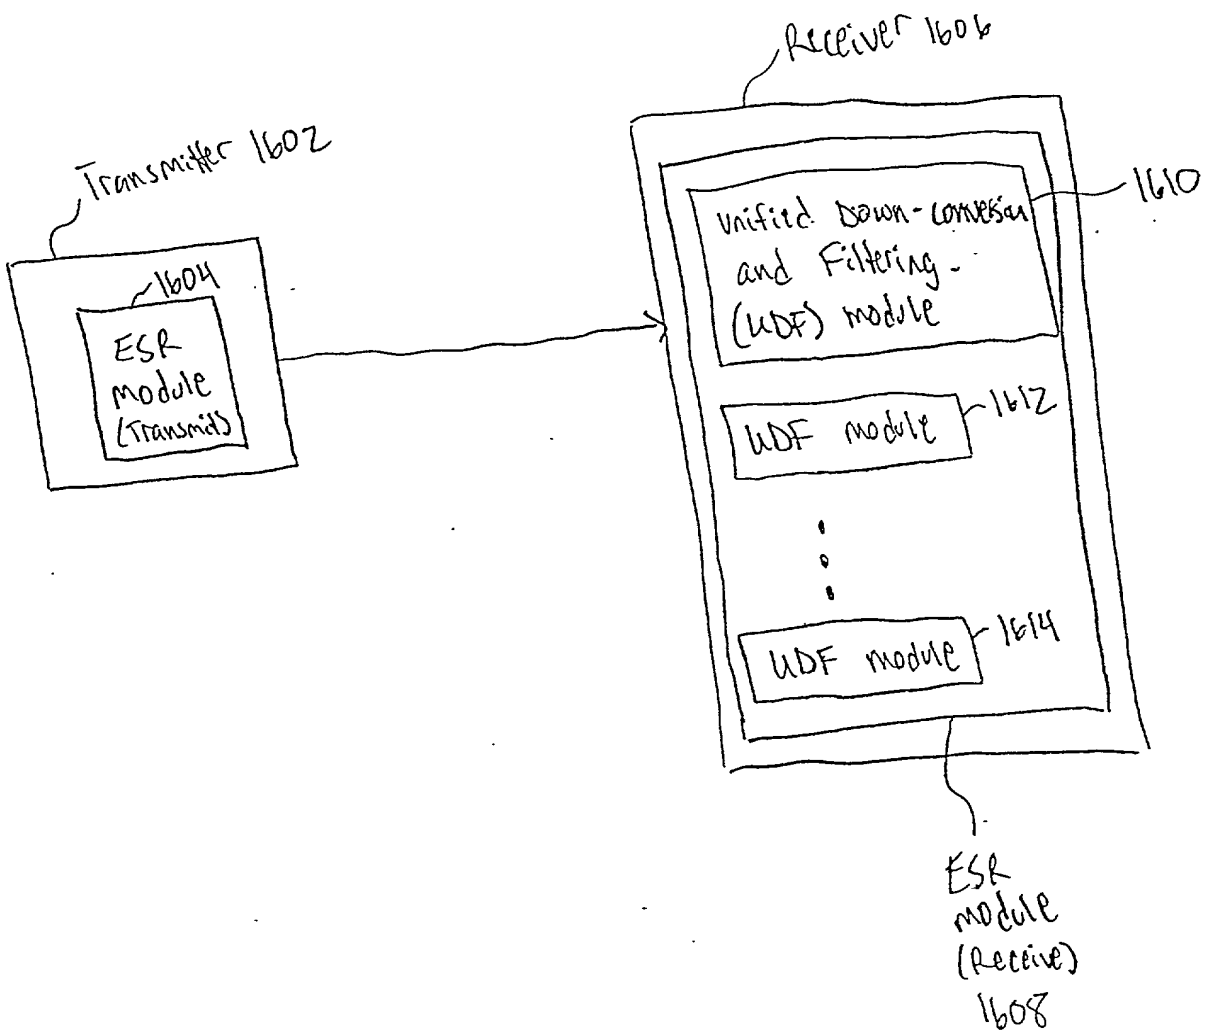 Receiver 1606
Transmitter 1602
1604
ESR
module
(Transmit)
1610
Unified Down-conversion
and Filtering
(UDF) module
1612
UDF module
1614
UDF module
ESR
module
(Receive)
1608